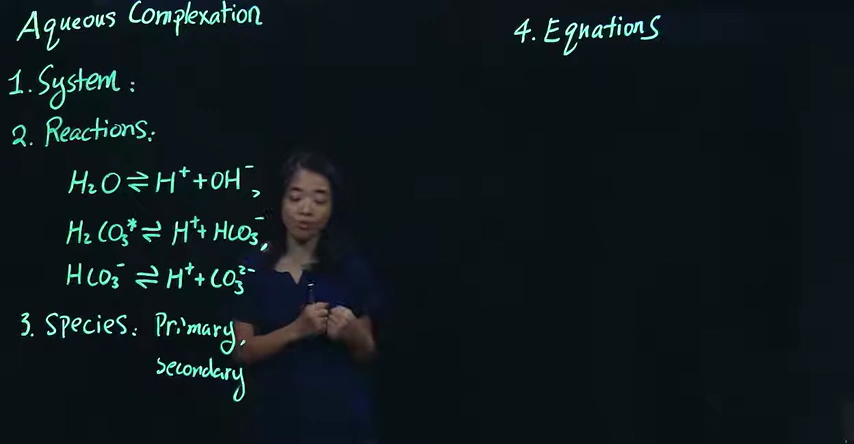 Aqueous Complexation
1. System:
2. Reactions:
H₂O ⇌ H⁺ + OH⁻,
H₂CO₃* ⇌ H⁺ + HCO₃⁻,
HCO₃⁻ ⇌ H⁺ + CO₃²⁻
3. Species: Primary,
secondary
4. Equations